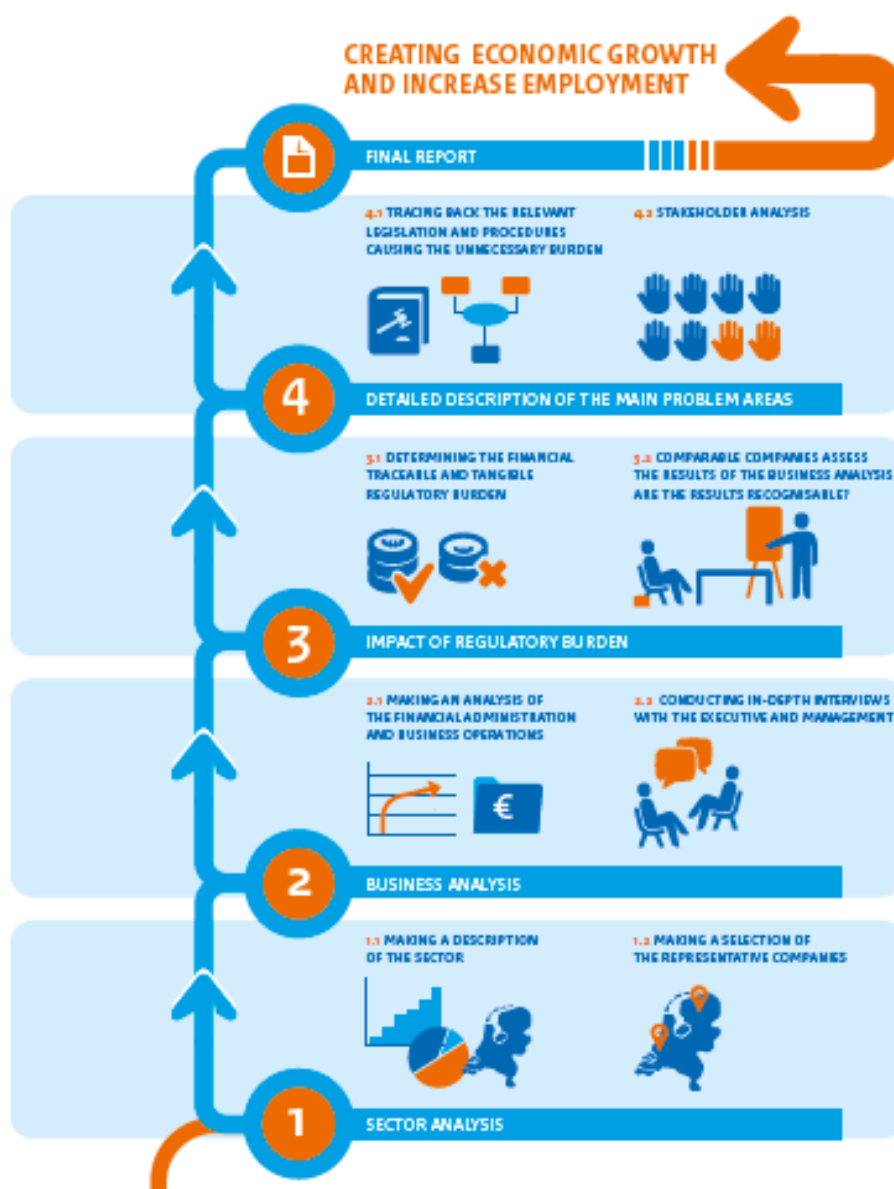 CREATING ECONOMIC GROWTH
AND INCREASE EMPLOYMENT
FINAL REPORT
4.1 TRACING BACK THE RELEVANT
LEGISLATION AND PROCEDURES
CAUSING THE UNNECESSARY BURDEN
4.2 STAKEHOLDER ANALYSIS
4
DETAILED DESCRIPTION OF THE MAIN PROBLEM AREAS
3.1 DETERMINING THE FINANCIAL
TRACEABLE AND TANGIBLE
REGULATORY BURDEN
3.2 COMPARABLE COMPANIES ASSESS
THE RESULTS OF THE BUSINESS ANALYSIS
ARE THE RESULTS RECOGNISABLE?
3
IMPACT OF REGULATORY BURDEN
2.1 MAKING AN ANALYSIS OF
THE FINANCIAL ADMINISTRATION
AND BUSINESS OPERATIONS
2.2 CONDUCTING IN-DEPTH INTERVIEWS
WITH THE EXECUTIVE AND MANAGEMENT
€
2
BUSINESS ANALYSIS
1.1 MAKING A DESCRIPTION
OF THE SECTOR
1.2 MAKING A SELECTION OF
THE REPRESENTATIVE COMPANIES
1
SECTOR ANALYSIS